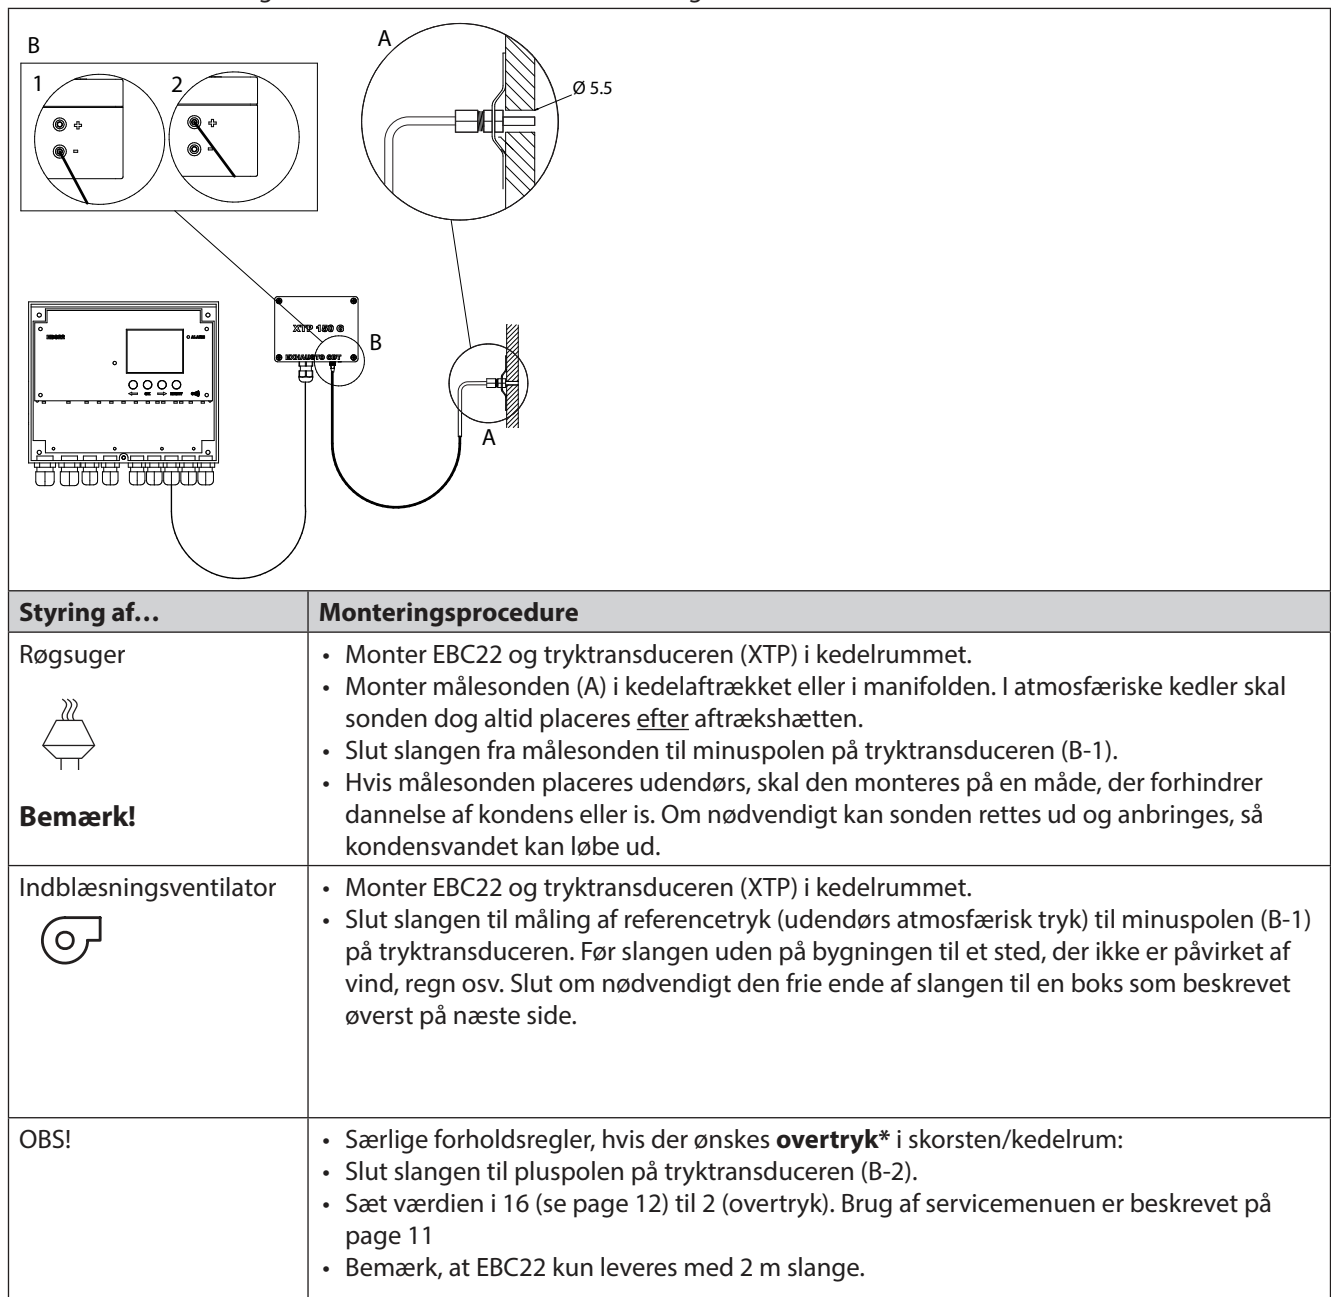 B
A
1
2
+
-
+
-
Ø 5.5
XTP 150 G
EXHAUSTO CDT
B
ALARM
OK
RESET
A
Styring af…
Monteringsprocedure
Røgsuger
Bemærk!
• Monter EBC22 og tryktransduceren (XTP) i kedelrummet.
• Monter målesonden (A) i kedelaftrækket eller i manifolden. I atmosfæriske kedler skal
sonden dog altid placeres efter aftrækshætten.
• Slut slangen fra målesonden til minuspolen på tryktransduceren (B-1).
• Hvis målesonden placeres udendørs, skal den monteres på en måde, der forhindrer
dannelse af kondens eller is. Om nødvendigt kan sonden rettes ud og anbringes, så
kondensvandet kan løbe ud.
Indblæsningsventilator
• Monter EBC22 og tryktransduceren (XTP) i kedelrummet.
• Slut slangen til måling af referencetryk (udendørs atmosfærisk tryk) til minuspolen (B-1)
på tryktransduceren. Før slangen uden på bygningen til et sted, der ikke er påvirket af
vind, regn osv. Slut om nødvendigt den frie ende af slangen til en boks som beskrevet
øverst på næste side.
OBS!
• Særlige forholdsregler, hvis der ønskes overtryk* i skorsten/kedelrum:
• Slut slangen til pluspolen på tryktransduceren (B-2).
• Sæt værdien i 16 (se page 12) til 2 (overtryk). Brug af servicemenuen er beskrevet på
page 11
• Bemærk, at EBC22 kun leveres med 2 m slange.